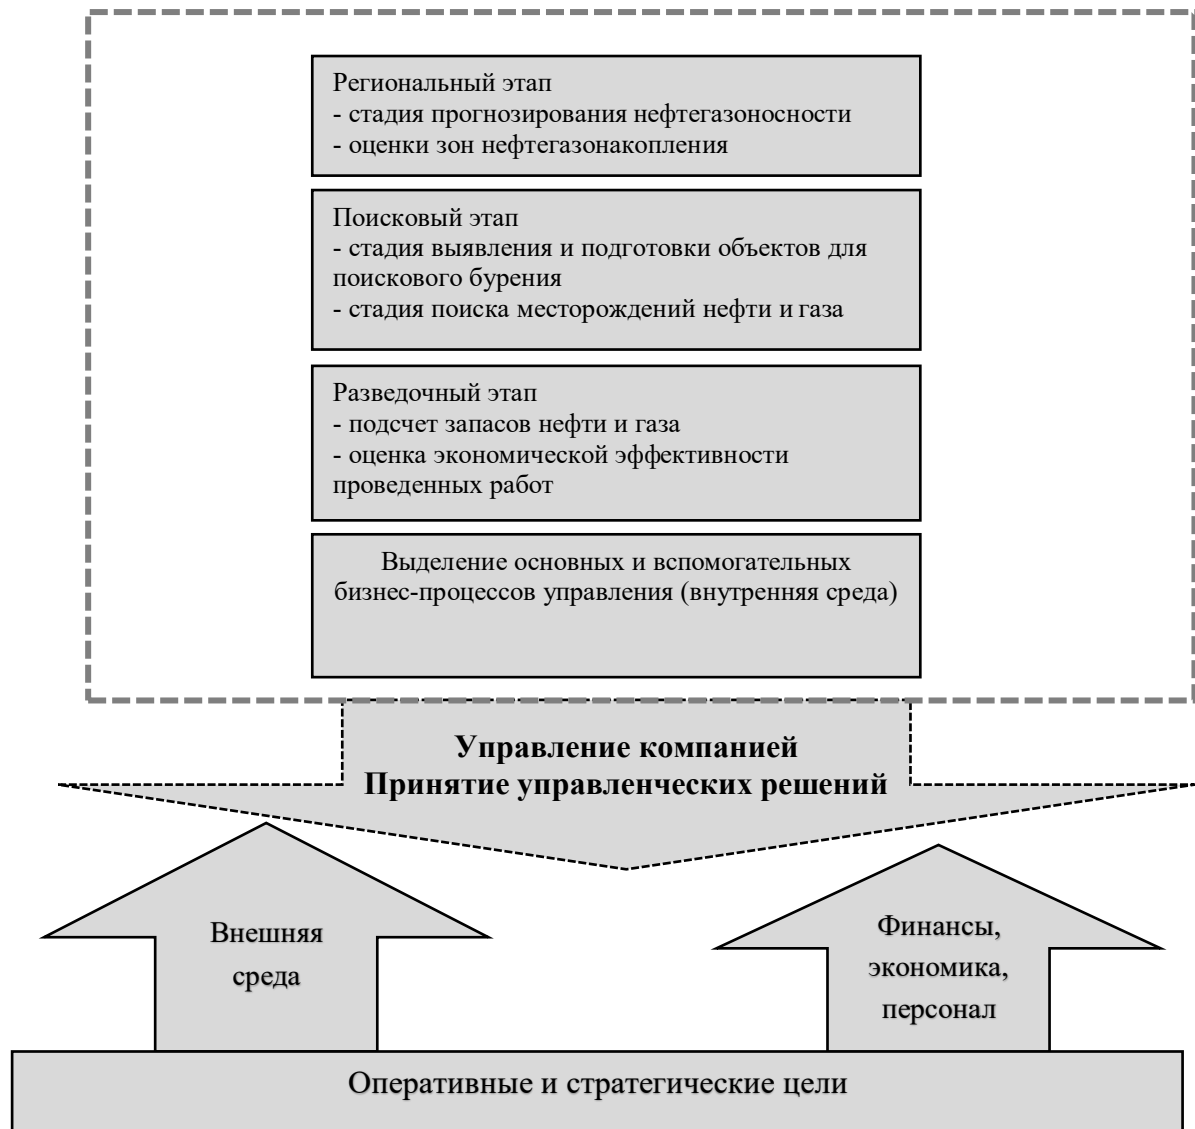 Региональный этап
- стадия прогнозирования нефтегазоносности
- оценки зон нефтегазонакопления
Поисковый этап
- стадия выявления и подготовки объектов для
поискового бурения
- стадия поиска месторождений нефти и газа
Разведочный этап
- подсчет запасов нефти и газа
- оценка экономической эффективности
проведенных работ
Выделение основных и вспомогательных
бизнес-процессов управления (внутренняя среда)
Управление компанией
Принятие управленческих решений
Внешняя
среда
Финансы,
экономика,
персонал
Оперативные и стратегические цели